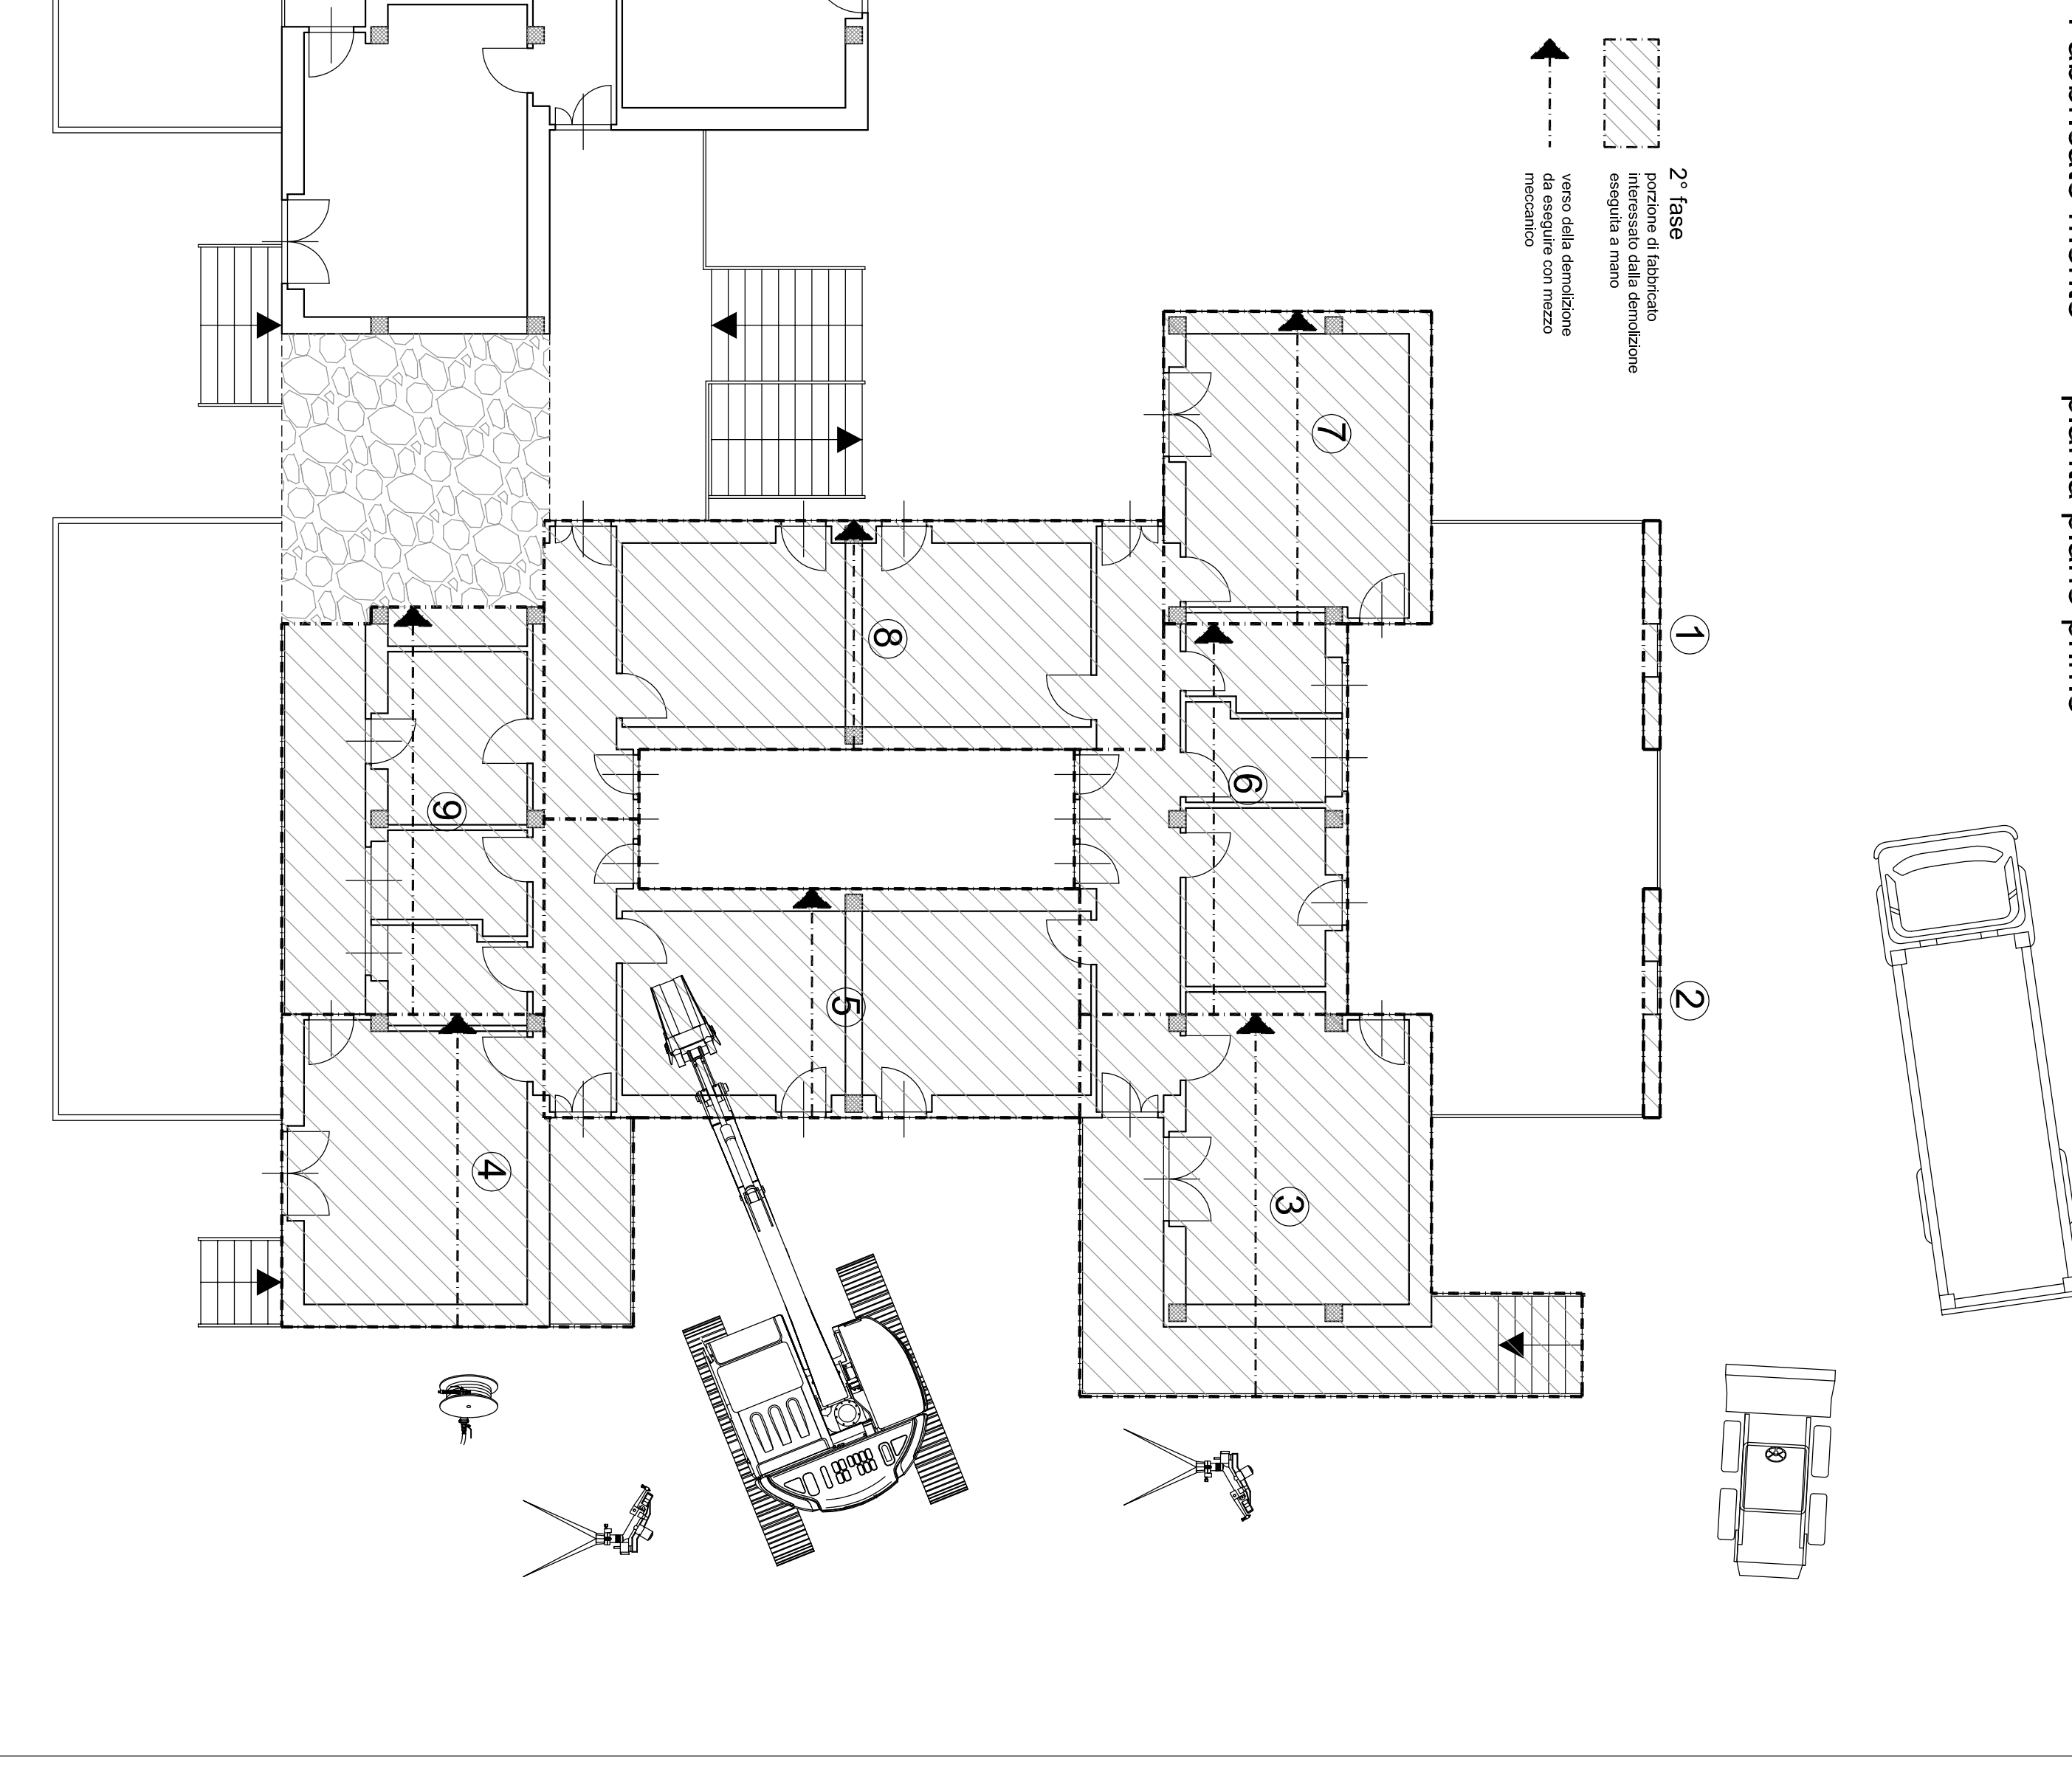 2° fase
porzione di fabbricato
interessato dalla demolizione
eseguita a mano
verso della demolizione
da eseguire con mezzo
meccanico
1
2
7
8
6
9
5
4
3